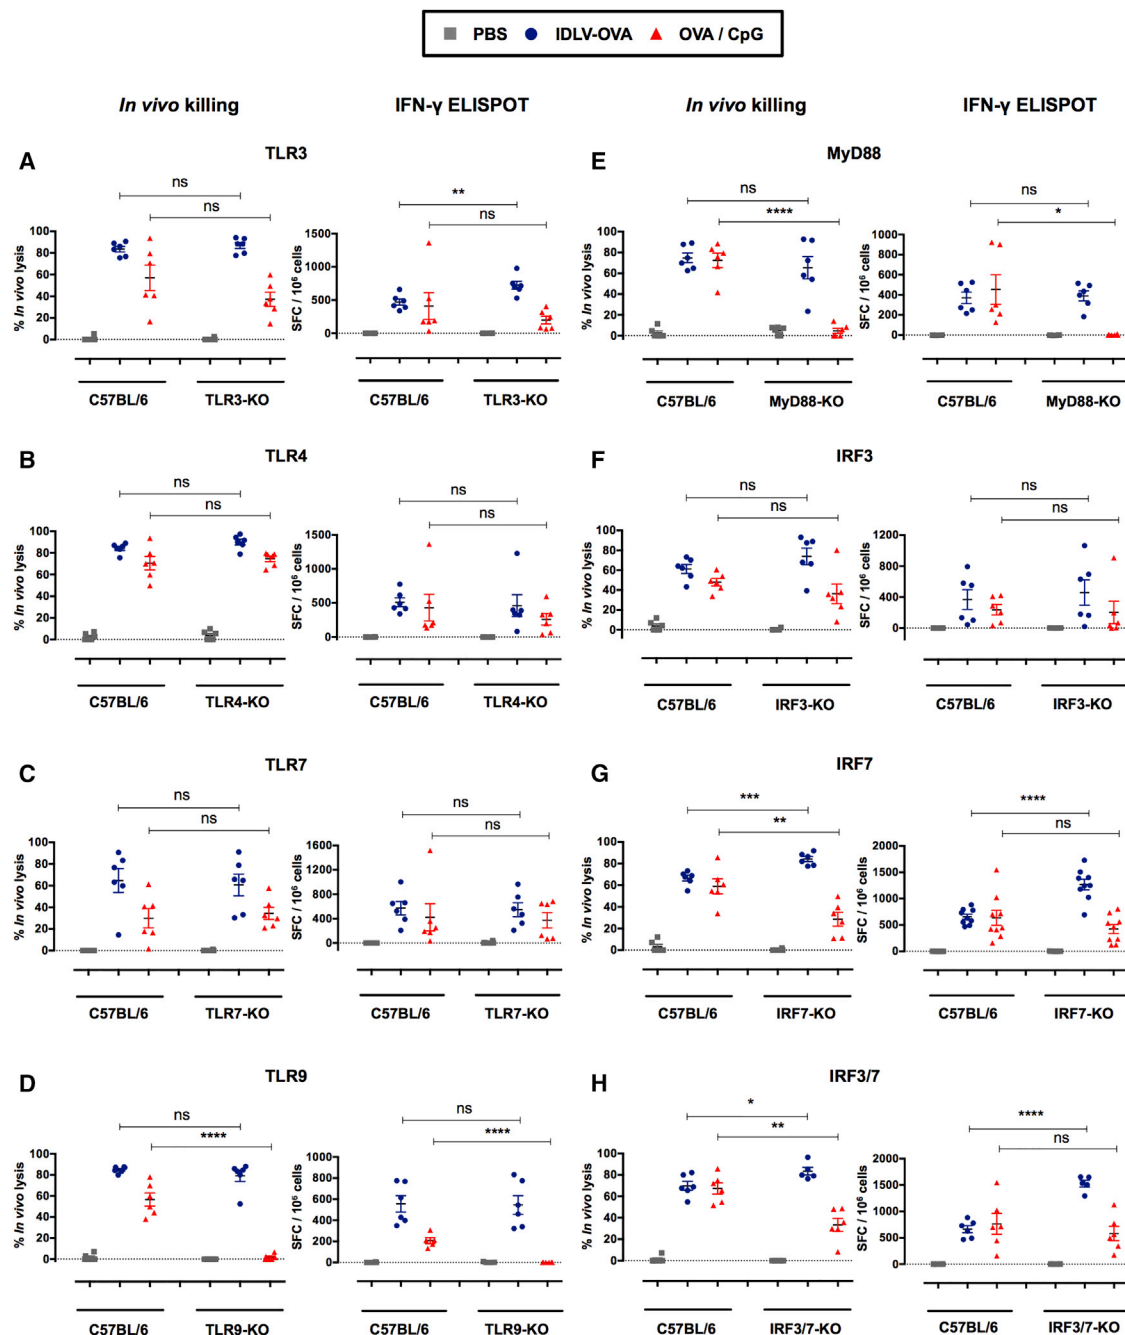 PBS IDLV-OVA OVA / CpG
In vivo killing IFN-γ ELISPOT In vivo killing IFN-γ ELISPOT
A TLR3
ns
ns
% In vivo lysis
100
80
60
40
20
0
C57BL/6 TLR3-KO
**
ns
SFC / 10⁶ cells
1500
1000
500
0
C57BL/6 TLR3-KO
E MyD88
ns
****
% In vivo lysis
100
80
60
40
20
0
C57BL/6 MyD88-KO
ns
*
SFC / 10⁶ cells
1000
800
600
400
200
0
C57BL/6 MyD88-KO
B TLR4
ns
ns
% In vivo lysis
100
80
60
40
20
0
C57BL/6 TLR4-KO
ns
ns
SFC / 10⁶ cells
1500
1000
500
0
C57BL/6 TLR4-KO
F IRF3
ns
ns
% In vivo lysis
100
80
60
40
20
0
C57BL/6 IRF3-KO
ns
ns
SFC / 10⁶ cells
1200
800
400
0
C57BL/6 IRF3-KO
C TLR7
ns
ns
% In vivo lysis
100
80
60
40
20
0
C57BL/6 TLR7-KO
ns
ns
SFC / 10⁶ cells
1600
1200
800
400
0
C57BL/6 TLR7-KO
G IRF7
***
**
% In vivo lysis
100
80
60
40
20
0
C57BL/6 IRF7-KO
****
ns
SFC / 10⁶ cells
2000
1500
1000
500
0
C57BL/6 IRF7-KO
D TLR9
ns
****
% In vivo lysis
100
80
60
40
20
0
C57BL/6 TLR9-KO
ns
****
SFC / 10⁶ cells
1000
800
600
400
200
0
C57BL/6 TLR9-KO
H IRF3/7
*
**
% In vivo lysis
100
80
60
40
20
0
C57BL/6 IRF3/7-KO
****
ns
SFC / 10⁶ cells
2000
1500
1000
500
0
C57BL/6 IRF3/7-KO